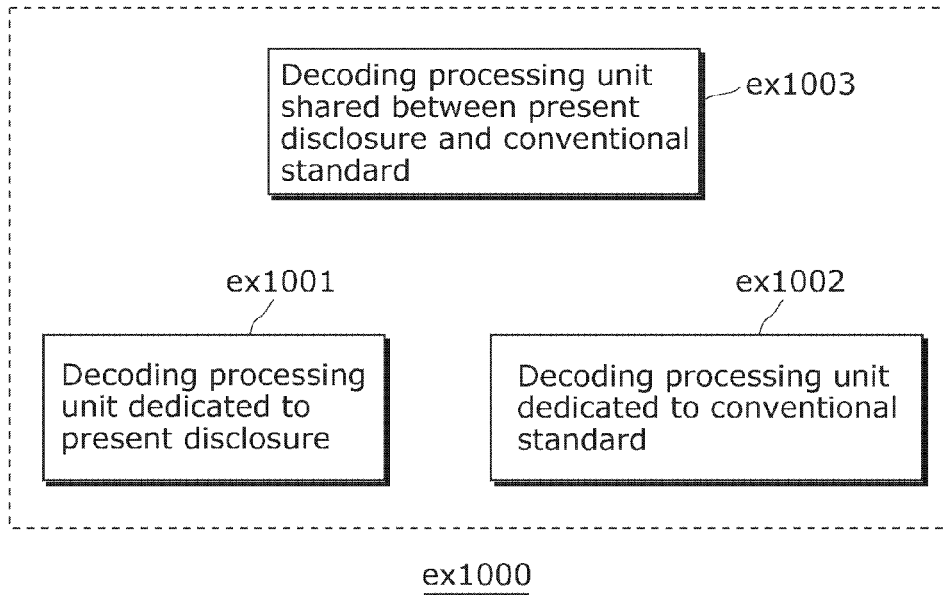 Decoding processing unit
shared between present
disclosure and conventional
standard
ex1003
ex1001
Decoding processing
unit dedicated to
present disclosure
ex1002
Decoding processing unit
dedicated to conventional
standard
ex1000